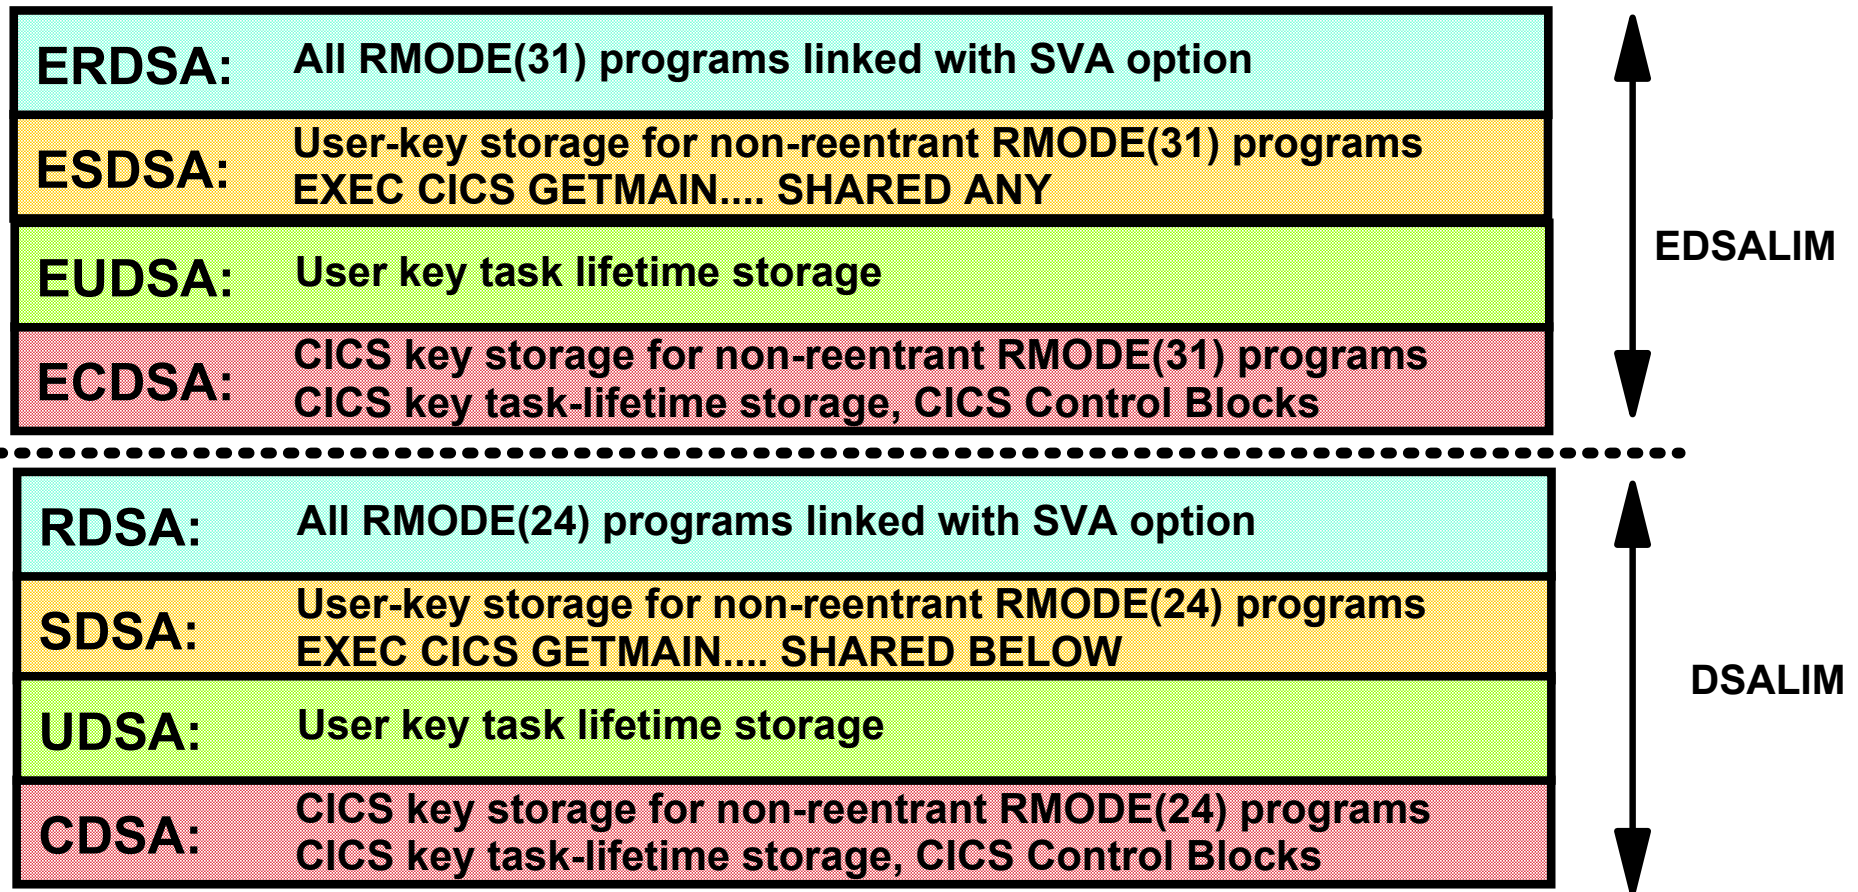 ERDSA: All RMODE(31) programs linked with SVA option
ESDSA: User-key storage for non-reentrant RMODE(31) programs
EXEC CICS GETMAIN.... SHARED ANY
EUDSA: User key task lifetime storage
EDSALIM
ECDSA: CICS key storage for non-reentrant RMODE(31) programs
CICS key task-lifetime storage, CICS Control Blocks
RDSA: All RMODE(24) programs linked with SVA option
SDSA: User-key storage for non-reentrant RMODE(24) programs
EXEC CICS GETMAIN.... SHARED BELOW
DSALIM
UDSA: User key task lifetime storage
CDSA: CICS key storage for non-reentrant RMODE(24) programs
CICS key task-lifetime storage, CICS Control Blocks